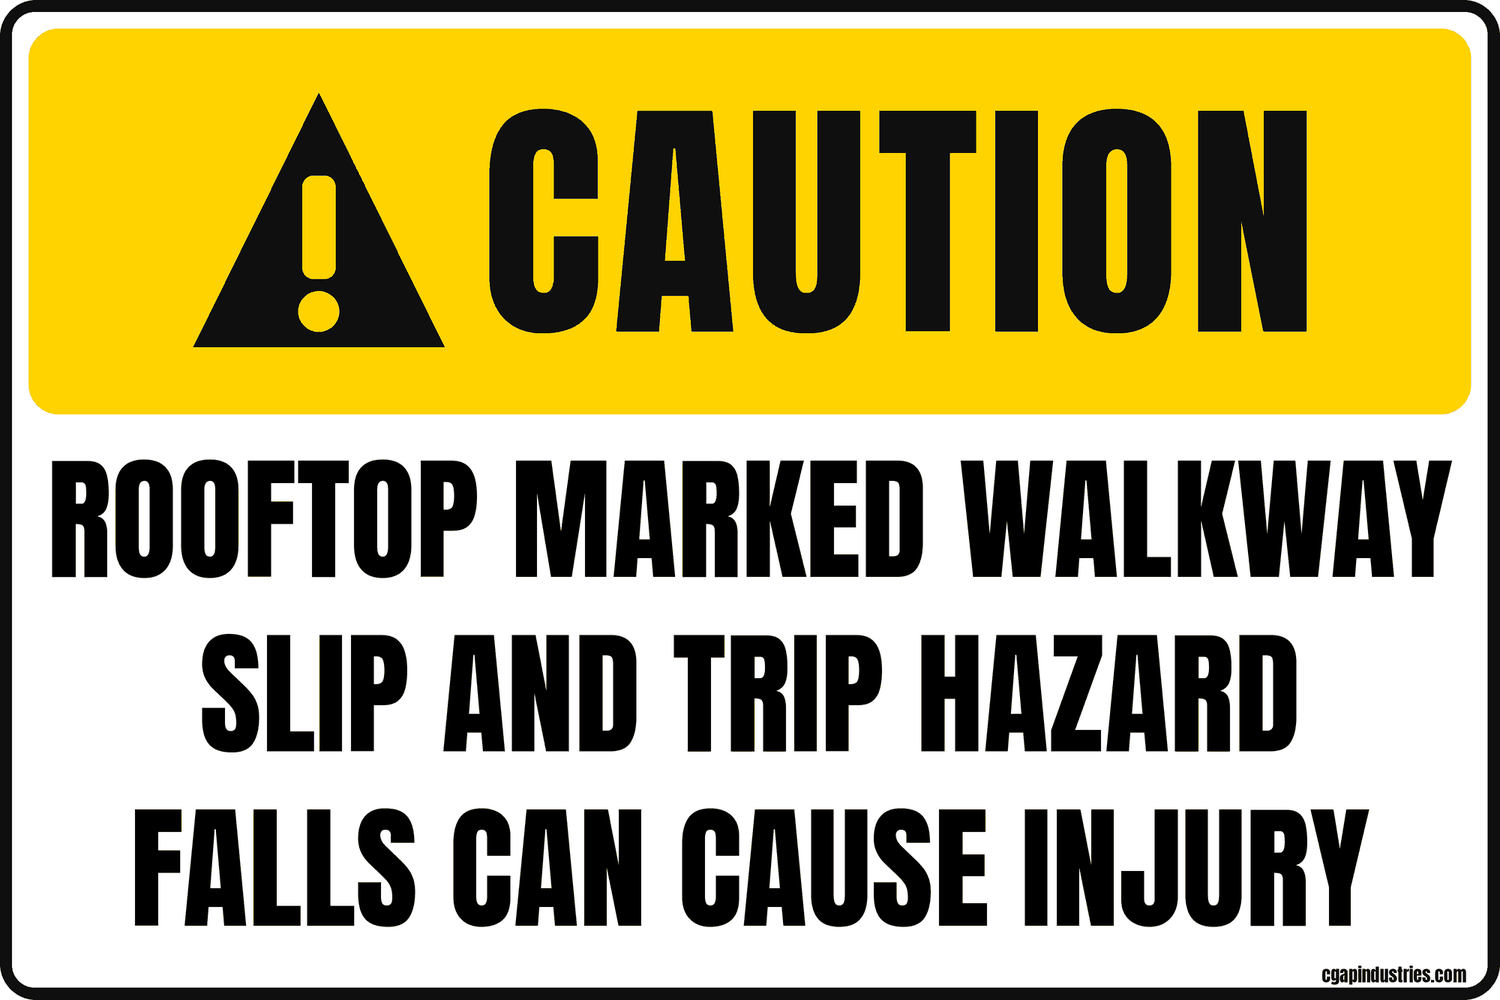 CAUTION
ROOFTOP MARKED WALKWAY
SLIP AND TRIP HAZARD
FALLS CAN CAUSE INJURY
cgapindustries.com